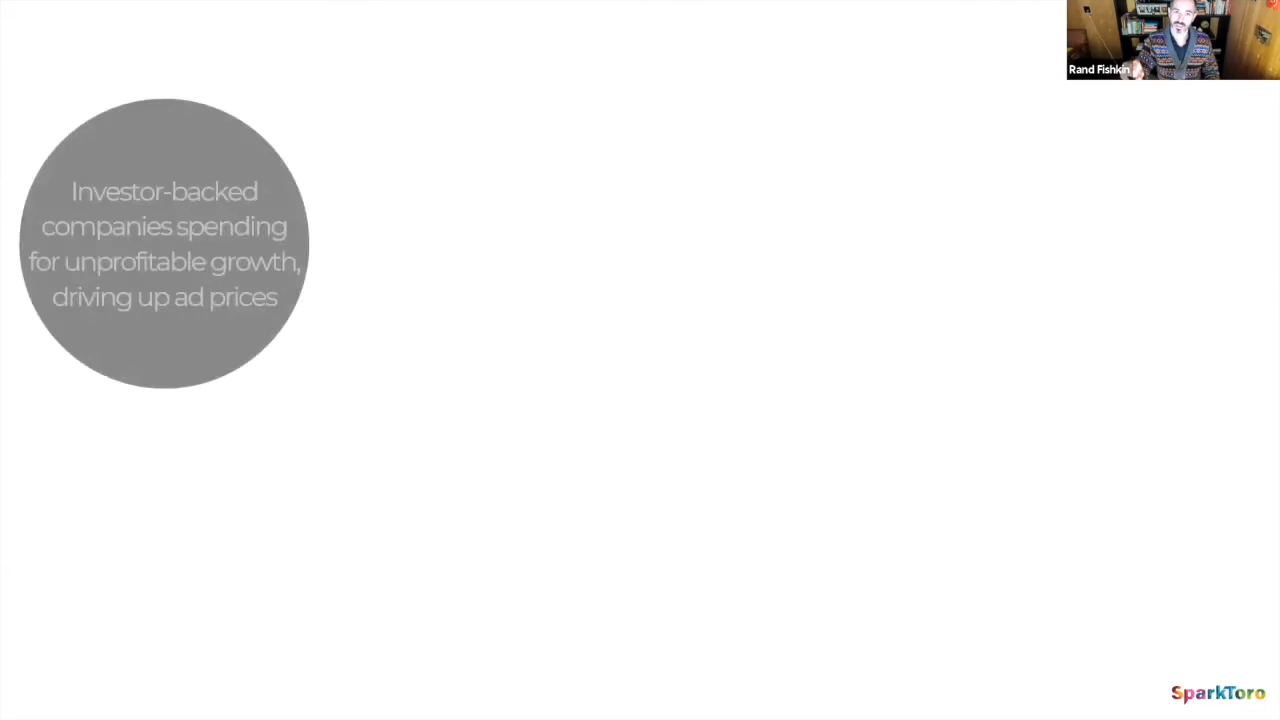 Rand Fishkin
Investor-backed
companies spending
for unprofitable growth,
driving up ad prices
SparkToro